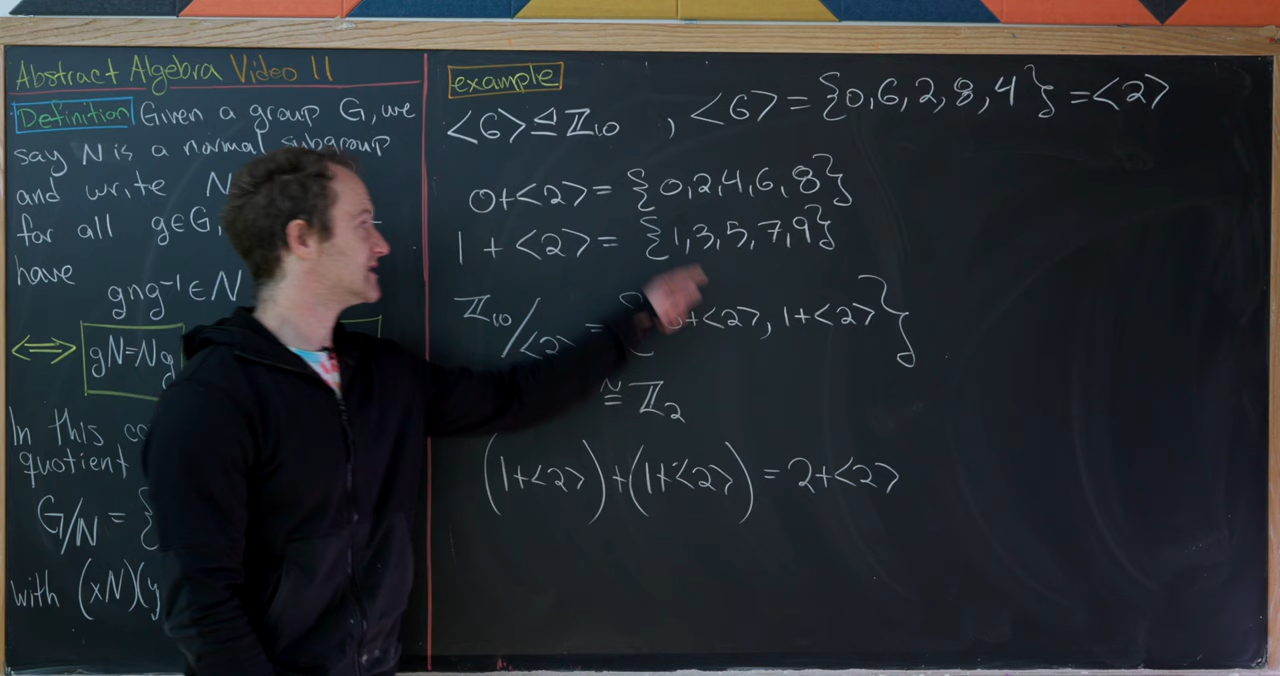 Abstract Algebra Video 11
Definition Given a group G, we
say N is a normal subgroup
and write N
for all g∈G,
have
gng⁻¹∈N
⟺ gN=Ng
In this
quotient
G/N = {
with (xN)(y
example
<6>⊴ℤ₁₀ , <6>={0,6,2,8,4}=<2>
0+<2>= {0,2,4,6,8}
1+<2>= {1,3,5,7,9}
ℤ₁₀/<2> = { 0+<2>, 1+<2>}
≅ ℤ₂
(1+<2>)+(1+<2>)=2+<2>